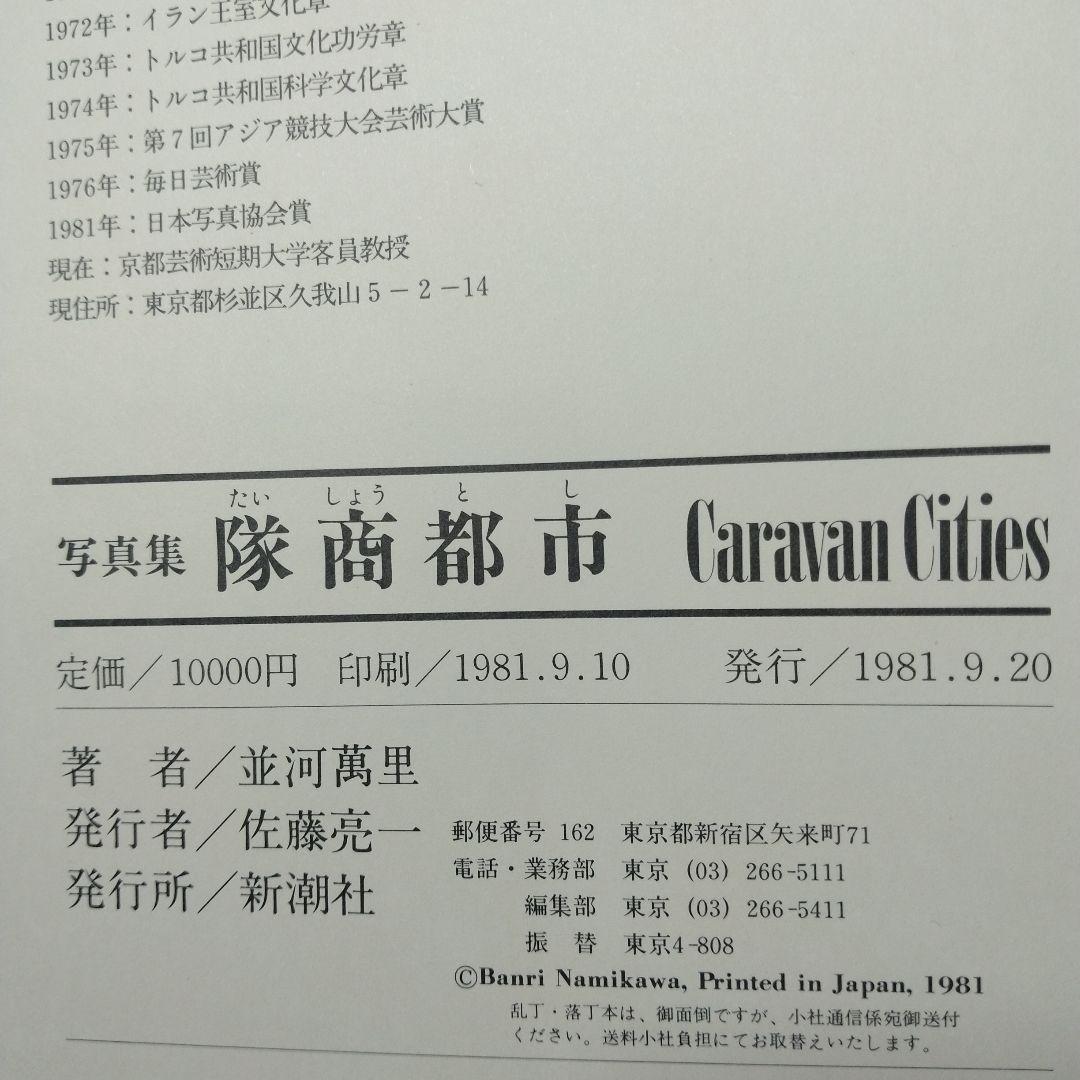 1972年：イラン王室文化章
1973年：トルコ共和国文化功労章
1974年：トルコ共和国科学文化章
1975年：第7回アジア競技大会芸術大賞
1976年：毎日芸術賞
1981年：日本写真協会賞
現在：京都芸術短期大学客員教授
現住所：東京都杉並区久我山5－2－14
たい しょう と し
写真集 隊商都市 Caravan Cities
定価／10000円 印刷／1981.9.10 発行／1981.9.20
著 者／並河萬里
発行者／佐藤亮一
発行所／新潮社
郵便番号 162 東京都新宿区矢来町71
電話・業務部 東京 (03) 266-5111
編集部 東京 (03) 266-5411
振 替 東京4-808
©Banri Namikawa, Printed in Japan, 1981
乱丁・落丁本は、御面倒ですが、小社通信係宛御送付
ください。送料小社負担にてお取替えいたします。